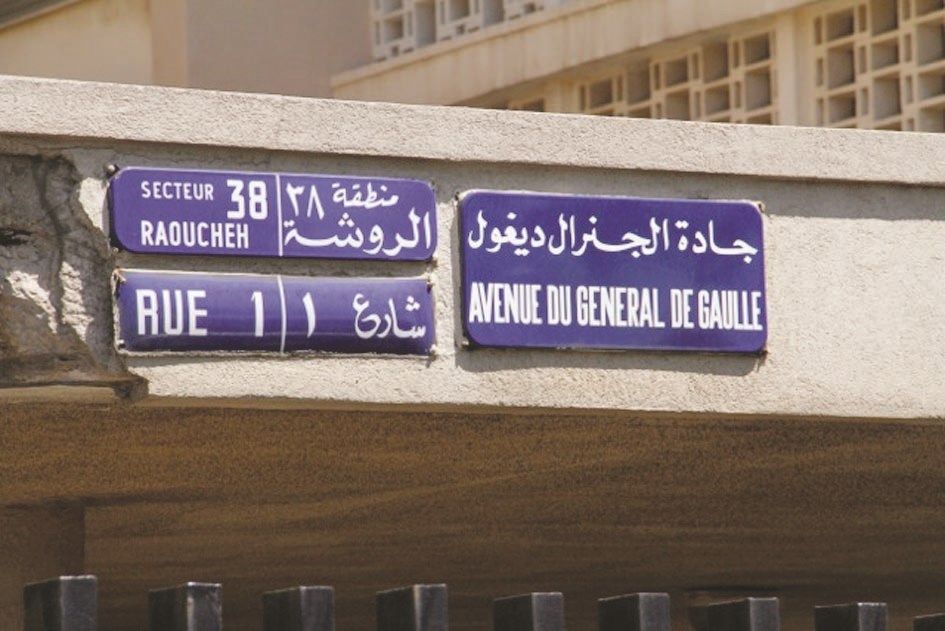 SECTEUR 38
RAOUCHEH
منطقة ٣٨
الروشة
RUE 1
١ شارع
جادة الجنرال ديغول
AVENUE DU GENERAL DE GAULLE